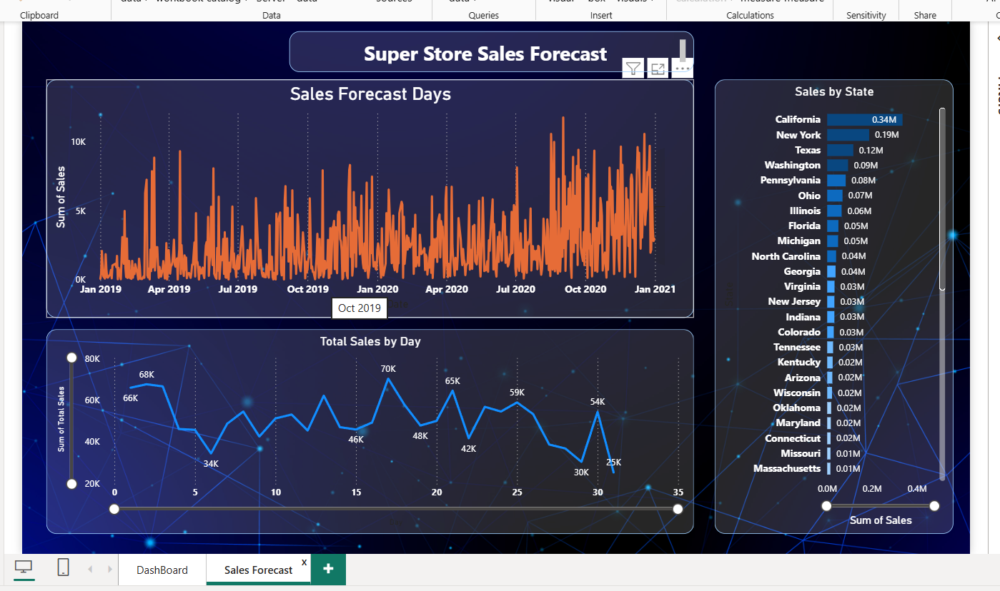 Clipboard
Data
Queries
Insert
Calculations
Sensitivity
Share
Super Store Sales Forecast
Sales Forecast Days
Sum of Sales
10K
5K
0K
Jan 2019 Apr 2019 Jul 2019 Oct 2019 Jan 2020 Apr 2020 Jul 2020 Oct 2020 Jan 2021
Oct 2019
Total Sales by Day
Sum of Total Sales
80K
60K
40K
20K
66K
68K
34K
46K
70K
48K
65K
42K
59K
30K
54K
25K
0 5 10 15 20 25 30 35
Sales by State
California 0.34M
New York 0.19M
Texas 0.12M
Washington 0.09M
Pennsylvania 0.08M
Ohio 0.07M
Illinois 0.06M
Florida 0.05M
Michigan 0.05M
North Carolina 0.04M
Georgia 0.04M
Virginia 0.03M
New Jersey 0.03M
Indiana 0.03M
Colorado 0.03M
Tennessee 0.03M
Kentucky 0.02M
Arizona 0.02M
Wisconsin 0.02M
Oklahoma 0.02M
Maryland 0.02M
Connecticut 0.02M
Missouri 0.01M
Massachusetts 0.01M
0.0M 0.2M 0.4M
Sum of Sales
DashBoard
Sales Forecast
x
+